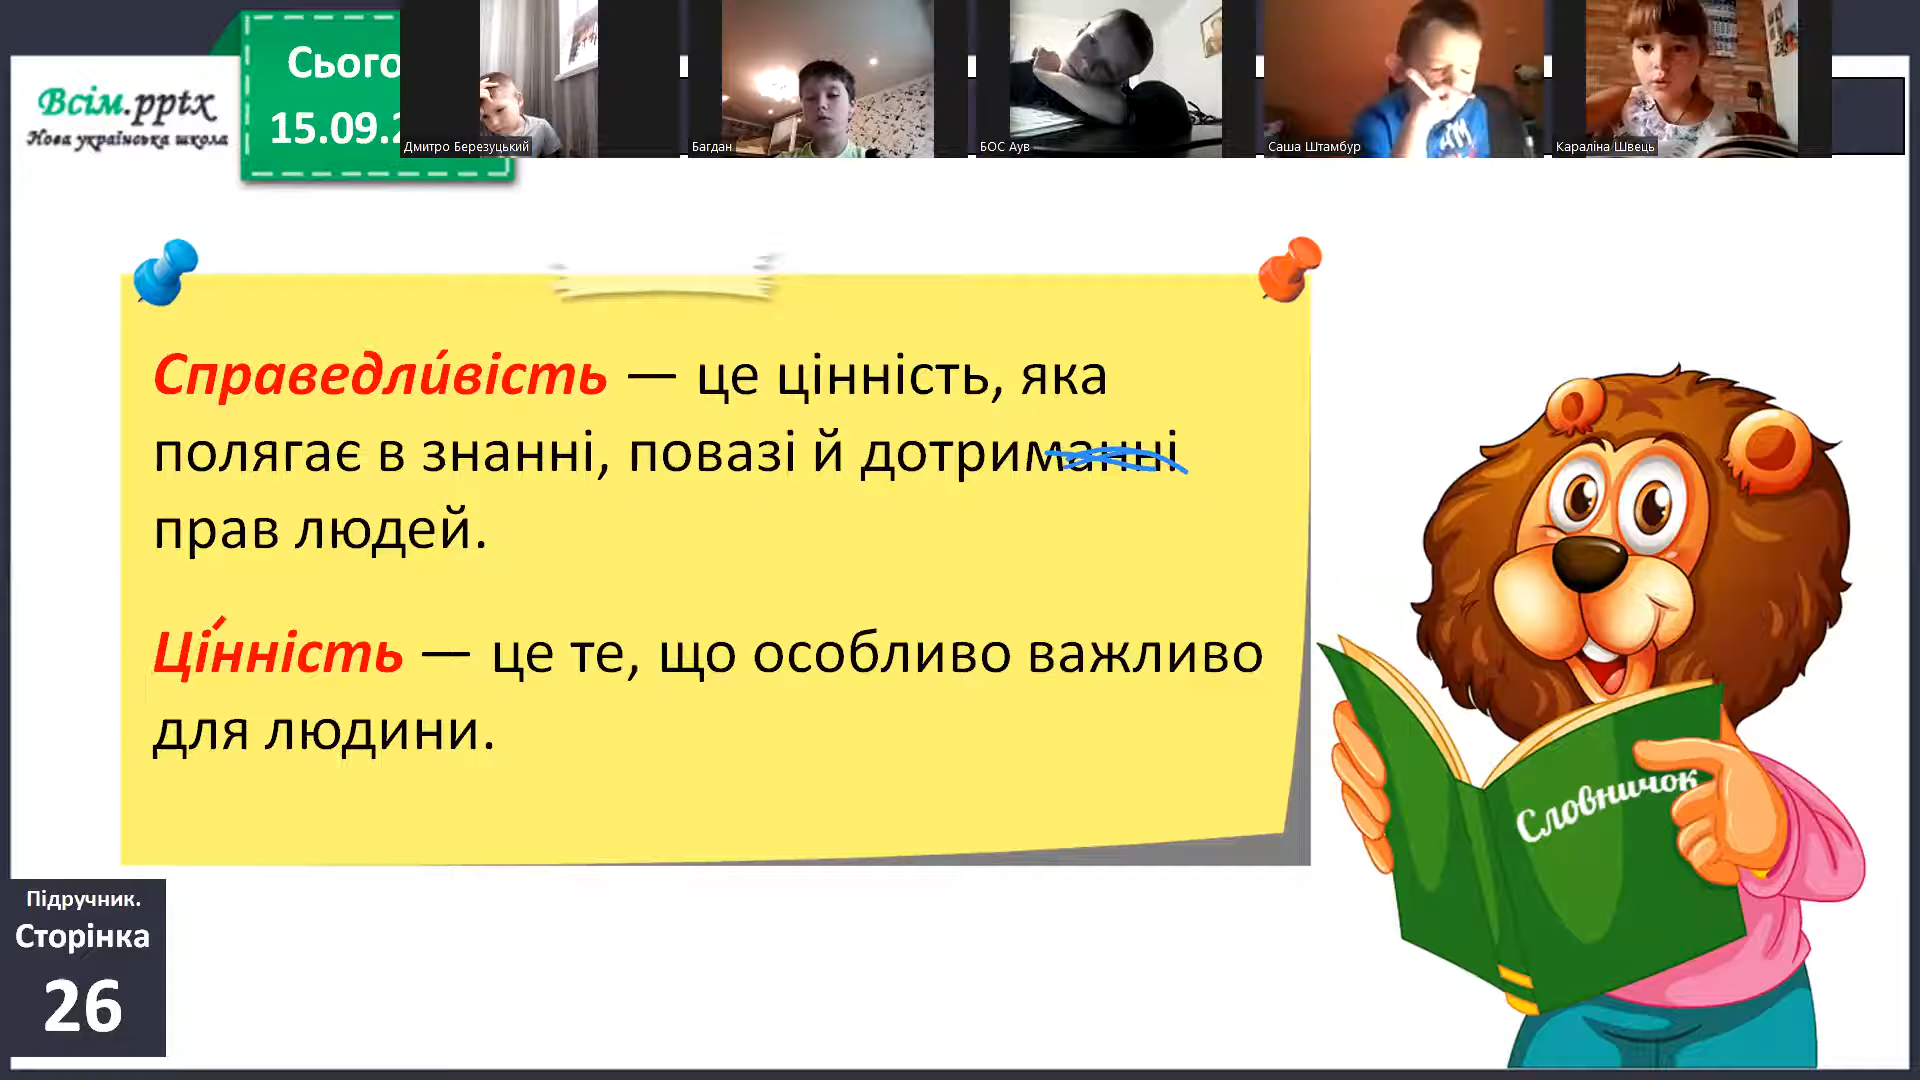 Всім.pptx
Нова українська школа
Сього
15.09.2
Дмитро Березуцький
Багдан
БОС Аув
Саша Штамбур
Караліна Швець
Справедли́вість — це цінність, яка
полягає в знанні, повазі й дотриманні
прав людей.
Ці́нність — це те, що особливо важливо
для людини.
Словничок
Підручник.
Сторінка
26